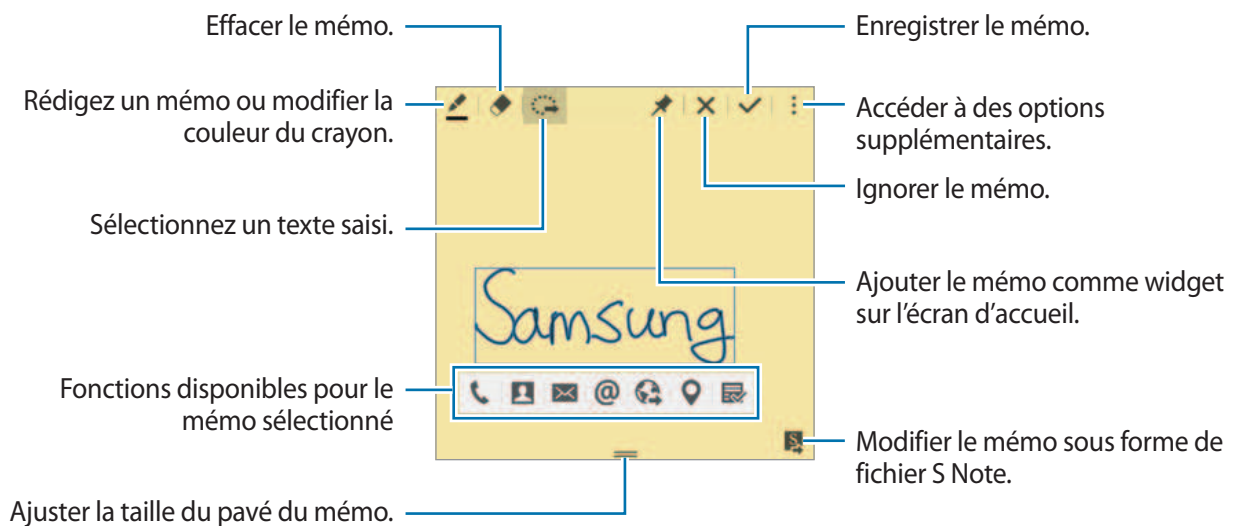 Effacer le mémo.
Enregistrer le mémo.
Rédigez un mémo ou modifier la
couleur du crayon.
Accéder à des options
supplémentaires.
Ignorer le mémo.
Sélectionnez un texte saisi.
Ajouter le mémo comme widget
sur l’écran d’accueil.
Samsung
Fonctions disponibles pour le
mémo sélectionné
Modifier le mémo sous forme de
fichier S Note.
Ajuster la taille du pavé du mémo.